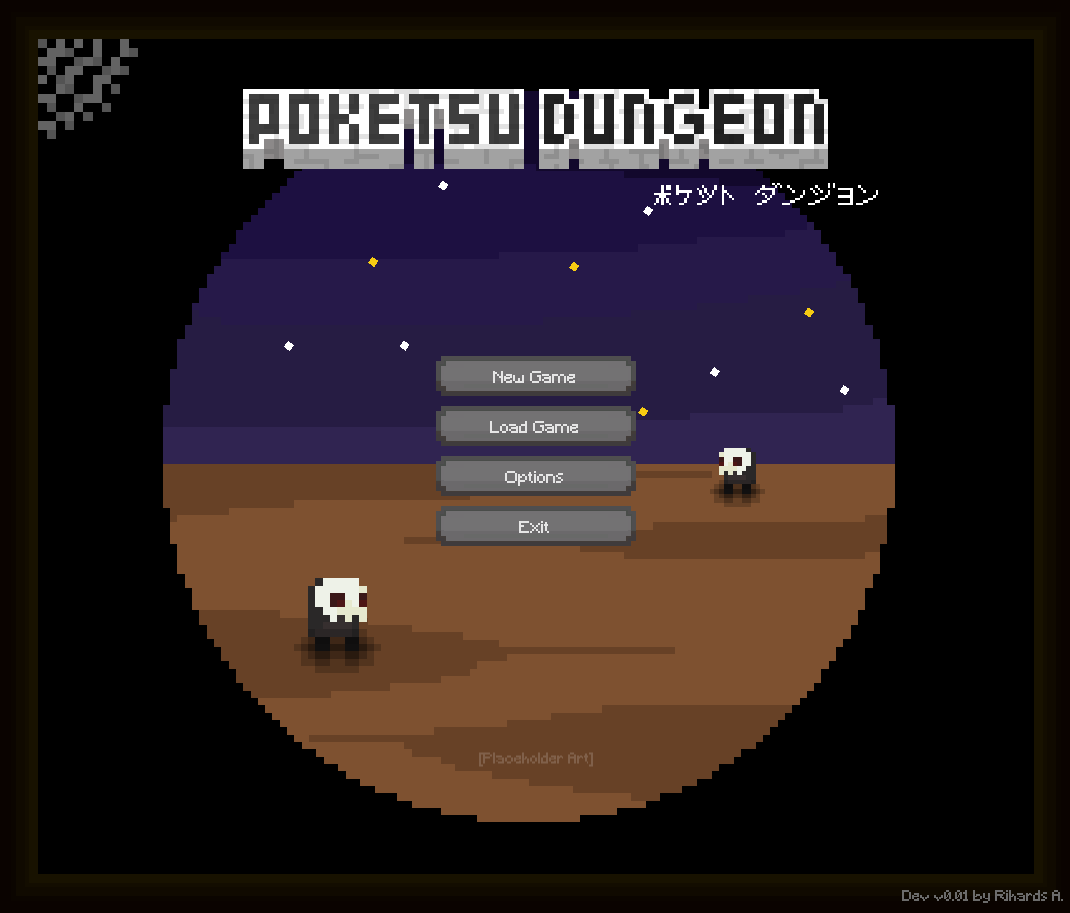 POKETSU DUNGEON
ポケツト ダンジョン
New Game
Load Game
Options
Exit
[Placeholder Art]
Dev v0.01 by Rihards A.